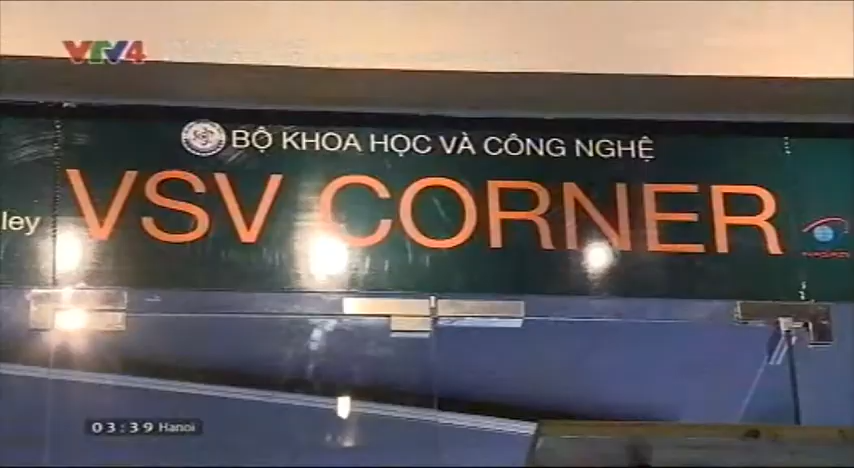 VTV4
BỘ KHOA HỌC VÀ CÔNG NGHỆ
ley
VSV CORNER
03:39 Hanoi